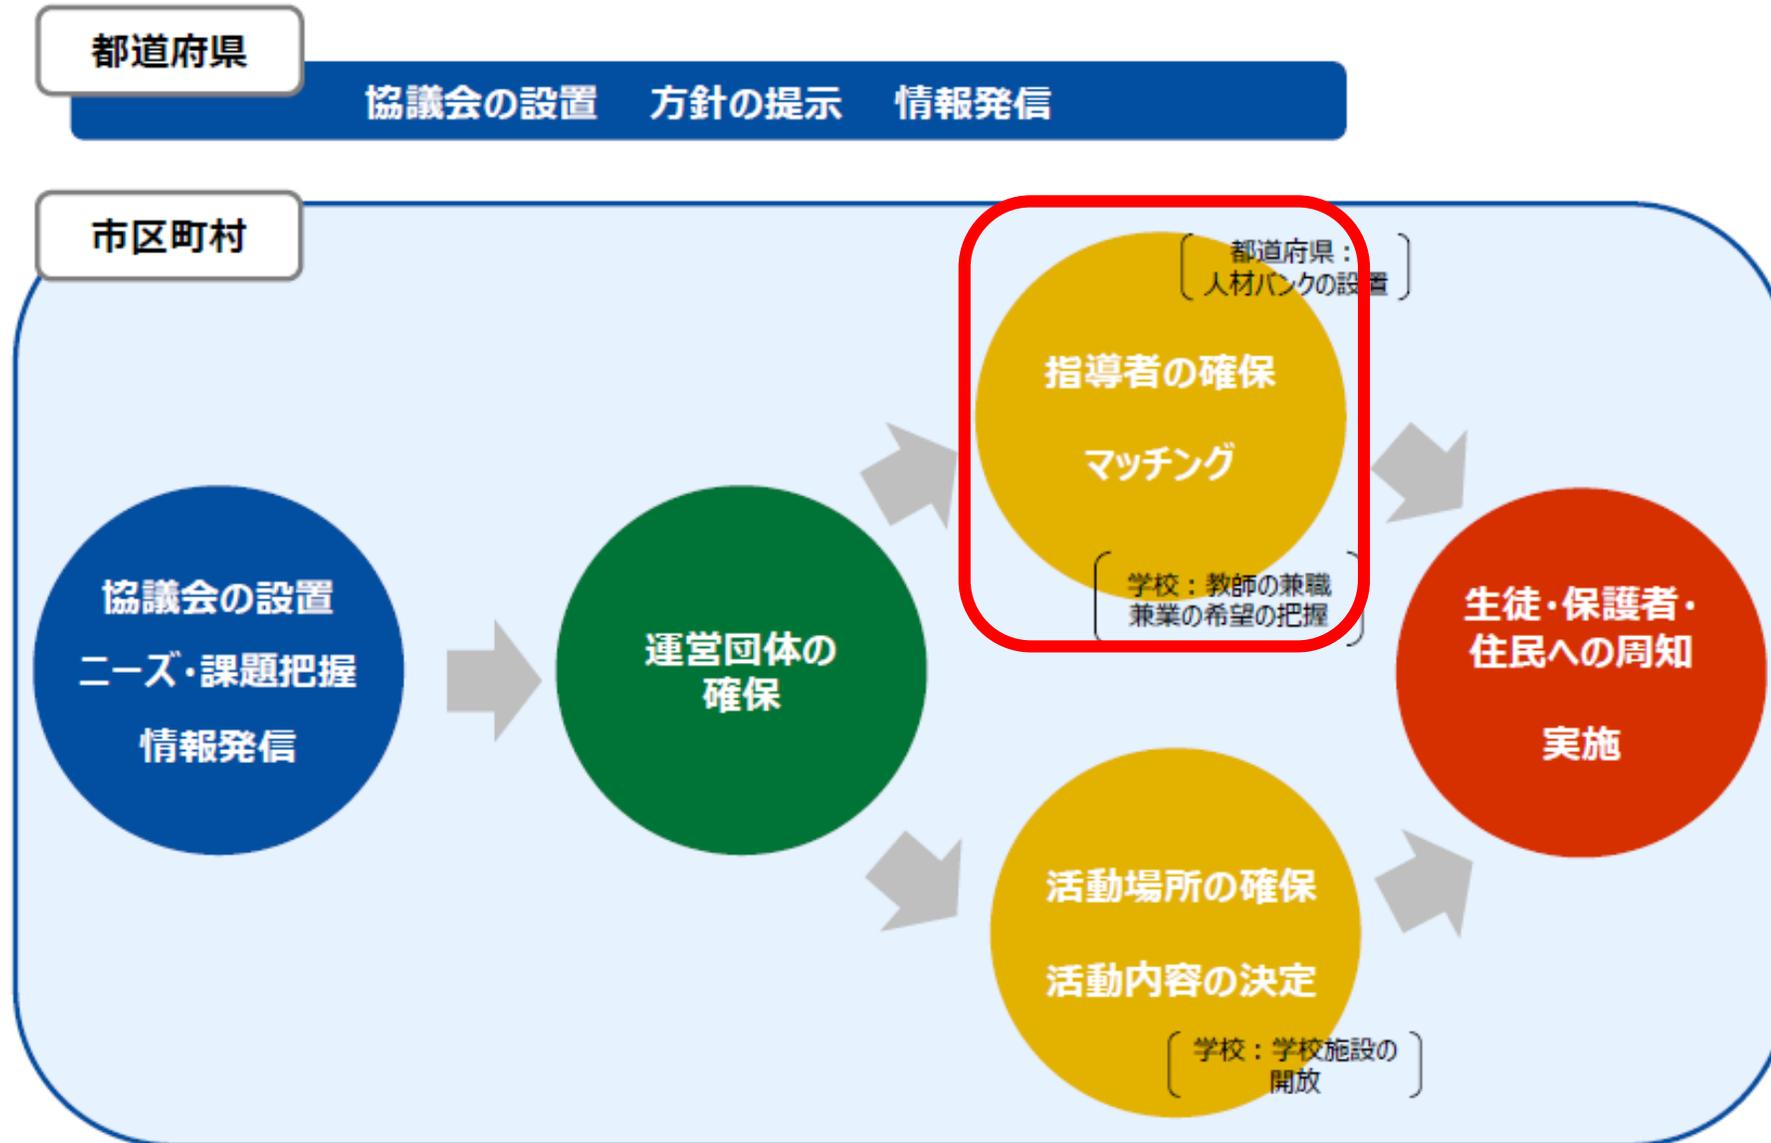 都道府県
協議会の設置 方針の提示 情報発信
市区町村
協議会の設置
ニーズ・課題把握
情報発信
運営団体の
確保
都道府県：
人材バンクの設置
指導者の確保
マッチング
学校：教師の兼職
兼業の希望の把握
活動場所の確保
活動内容の決定
学校：学校施設の
開放
生徒・保護者・
住民への周知
実施